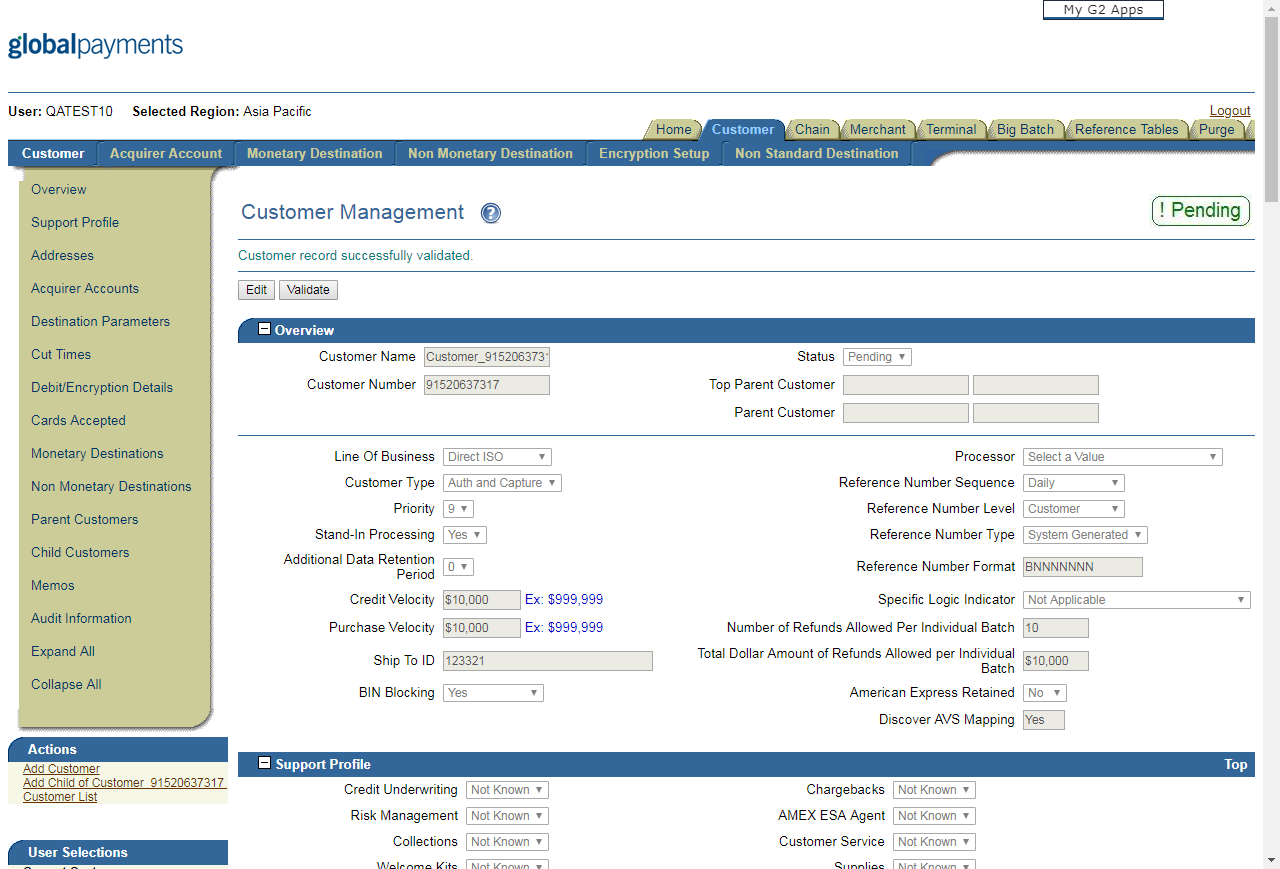 My G2 Apps
globalpayments
User: QATEST10 Selected Region: Asia Pacific
Logout
Home Customer Chain Merchant Terminal Big Batch Reference Tables Purge
Customer Acquirer Account Monetary Destination Non Monetary Destination Encryption Setup Non Standard Destination
Overview
Support Profile
Addresses
Acquirer Accounts
Destination Parameters
Cut Times
Debit/Encryption Details
Cards Accepted
Monetary Destinations
Non Monetary Destinations
Parent Customers
Child Customers
Memos
Audit Information
Expand All
Collapse All
Actions
Add Customer
Add Child of Customer_91520637317
Customer List
User Selections
Customer Management ?
! Pending
Customer record successfully validated.
Edit Validate
Overview
Customer Name Customer_915206373
Status Pending
Customer Number 91520637317
Top Parent Customer
Parent Customer
Line Of Business Direct ISO
Processor Select a Value
Customer Type Auth and Capture
Reference Number Sequence Daily
Priority 9
Reference Number Level Customer
Stand-In Processing Yes
Reference Number Type System Generated
Additional Data Retention
Period 0
Reference Number Format BNNNNNNN
Credit Velocity $10,000 Ex: $999,999
Specific Logic Indicator Not Applicable
Purchase Velocity $10,000 Ex: $999,999
Number of Refunds Allowed Per Individual Batch 10
Ship To ID 123321
Total Dollar Amount of Refunds Allowed per Individual
Batch $10,000
BIN Blocking Yes
American Express Retained No
Discover AVS Mapping Yes
Support Profile Top
Credit Underwriting Not Known
Chargebacks Not Known
Risk Management Not Known
AMEX ESA Agent Not Known
Collections Not Known
Customer Service Not Known
Welcome Kits Not Known
Supplies Not Known